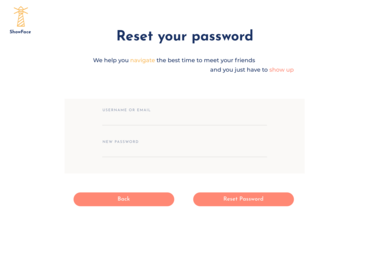 ShowFace
Reset your password
We help you navigate the best time to meet your friends
and you just have to show up
USERNAME OR EMAIL
NEW PASSWORD
Back
Reset Password